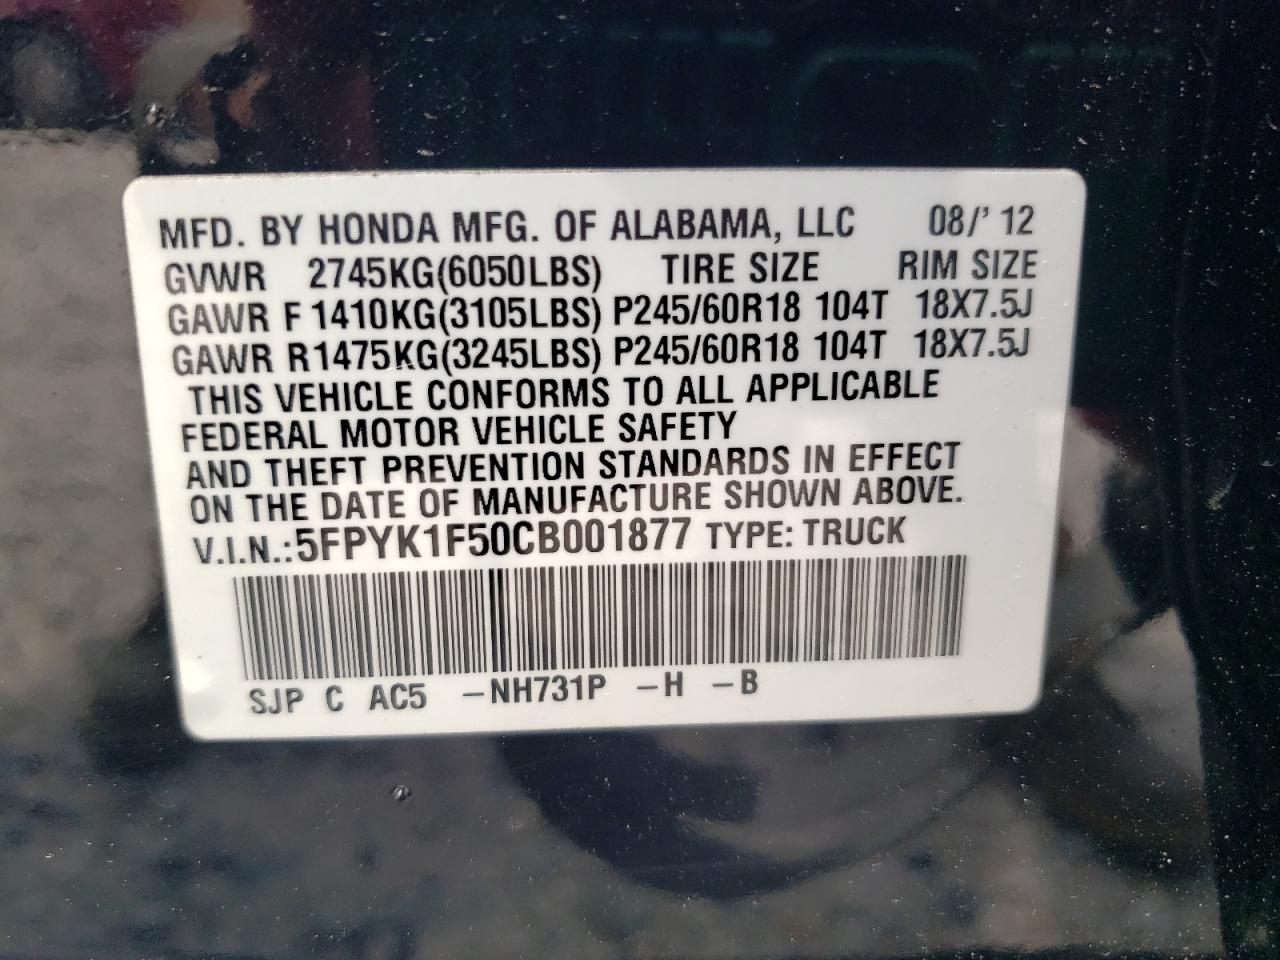 MFD. BY HONDA MFG. OF ALABAMA, LLC 08/' 12
GVWR 2745KG(6050LBS) TIRE SIZE RIM SIZE
GAWR F 1410KG(3105LBS) P245/60R18 104T 18X7.5J
GAWR R1475KG(3245LBS) P245/60R18 104T 18X7.5J
THIS VEHICLE CONFORMS TO ALL APPLICABLE
FEDERAL MOTOR VEHICLE SAFETY
AND THEFT PREVENTION STANDARDS IN EFFECT
ON THE DATE OF MANUFACTURE SHOWN ABOVE.
V.I.N.:5FPYK1F50CB001877 TYPE: TRUCK
SJP C AC5 -NH731P -H -B